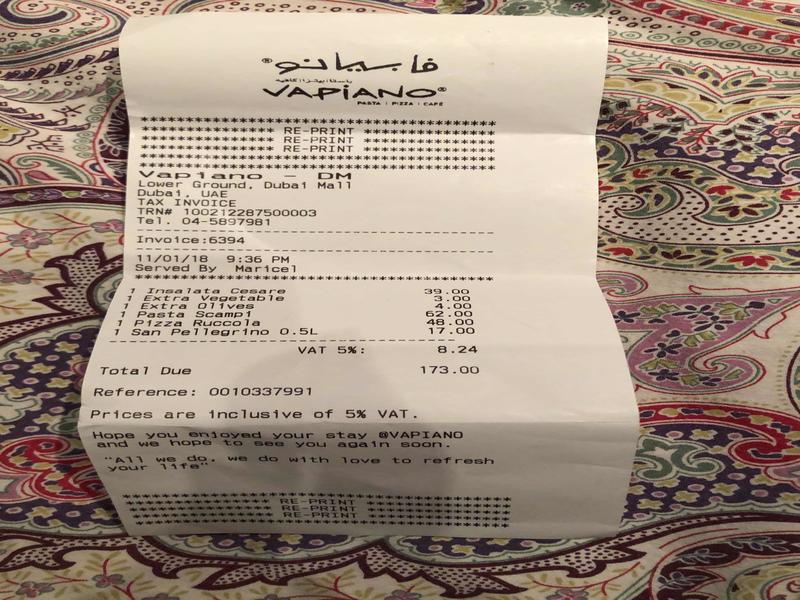 فابيانو®
باستا | بيتزا | كافيه
VAPIANO®
PASTA | PIZZA | CAFÉ
*********************************************
****************** RE-PRINT ******************
****************** RE-PRINT ******************
****************** RE-PRINT ******************
*********************************************
Vapiano - DM
Lower Ground, Dubai Mall
Dubai, UAE
TAX INVOICE
TRN# 100212287500003
Tel. 04-5897981
---------------------------------------------
Invoice:6394
---------------------------------------------
11/01/18 9:36 PM
Served By Maricel
*********************************************
1 Insalata Cesare 39.00
1 Extra Vegetable 3.00
1 Extra Olives 4.00
1 Pasta Scampi 62.00
1 Pizza Ruccola 48.00
1 San Pellegrino 0.5L 17.00
---------------------------------------------
VAT 5%: 8.24
Total Due 173.00
Reference: 0010337991
Prices are inclusive of 5% VAT.
Hope you enjoyed your stay @VAPIANO
and we hope to see you again soon.
"All we do, we do with love to refresh
your life"
*********************************************
****************** RE-PRINT ******************
****************** RE-PRINT ******************
****************** RE-PRINT ******************
*********************************************